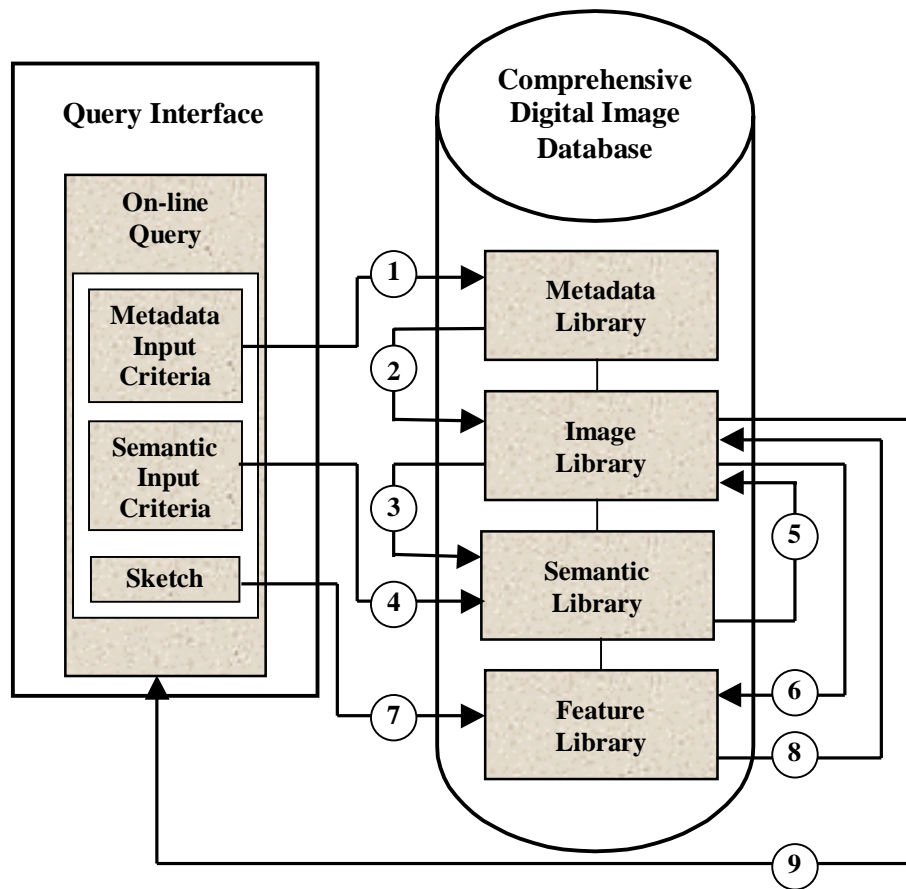 Query Interface
On-line
Query
Metadata
Input
Criteria
Semantic
Input
Criteria
Sketch
Comprehensive
Digital Image
Database
Metadata
Library
Image
Library
Semantic
Library
Feature
Library
1
2
3
4
5
6
7
8
9